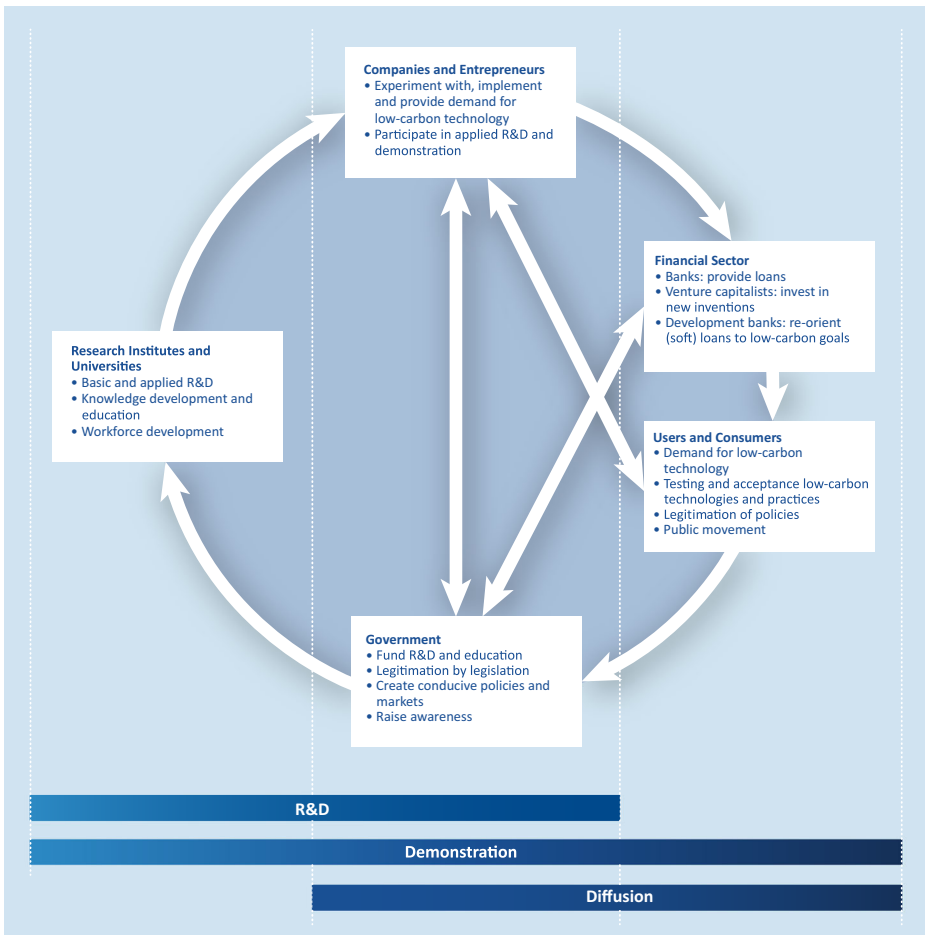 Companies and Entrepreneurs
• Experiment with, implement
and provide demand for
low-carbon technology
• Participate in applied R&D and
demonstration
Financial Sector
• Banks: provide loans
• Venture capitalists: invest in
new inventions
• Development banks: re-orient
(soft) loans to low-carbon goals
Research Institutes and
Universities
• Basic and applied R&D
• Knowledge development and
education
• Workforce development
Users and Consumers
• Demand for low-carbon
technology
• Testing and acceptance low-carbon
technologies and practices
• Legitimation of policies
• Public movement
Government
• Fund R&D and education
• Legitimation by legislation
• Create conducive policies and
markets
• Raise awareness
R&D
Demonstration
Diffusion